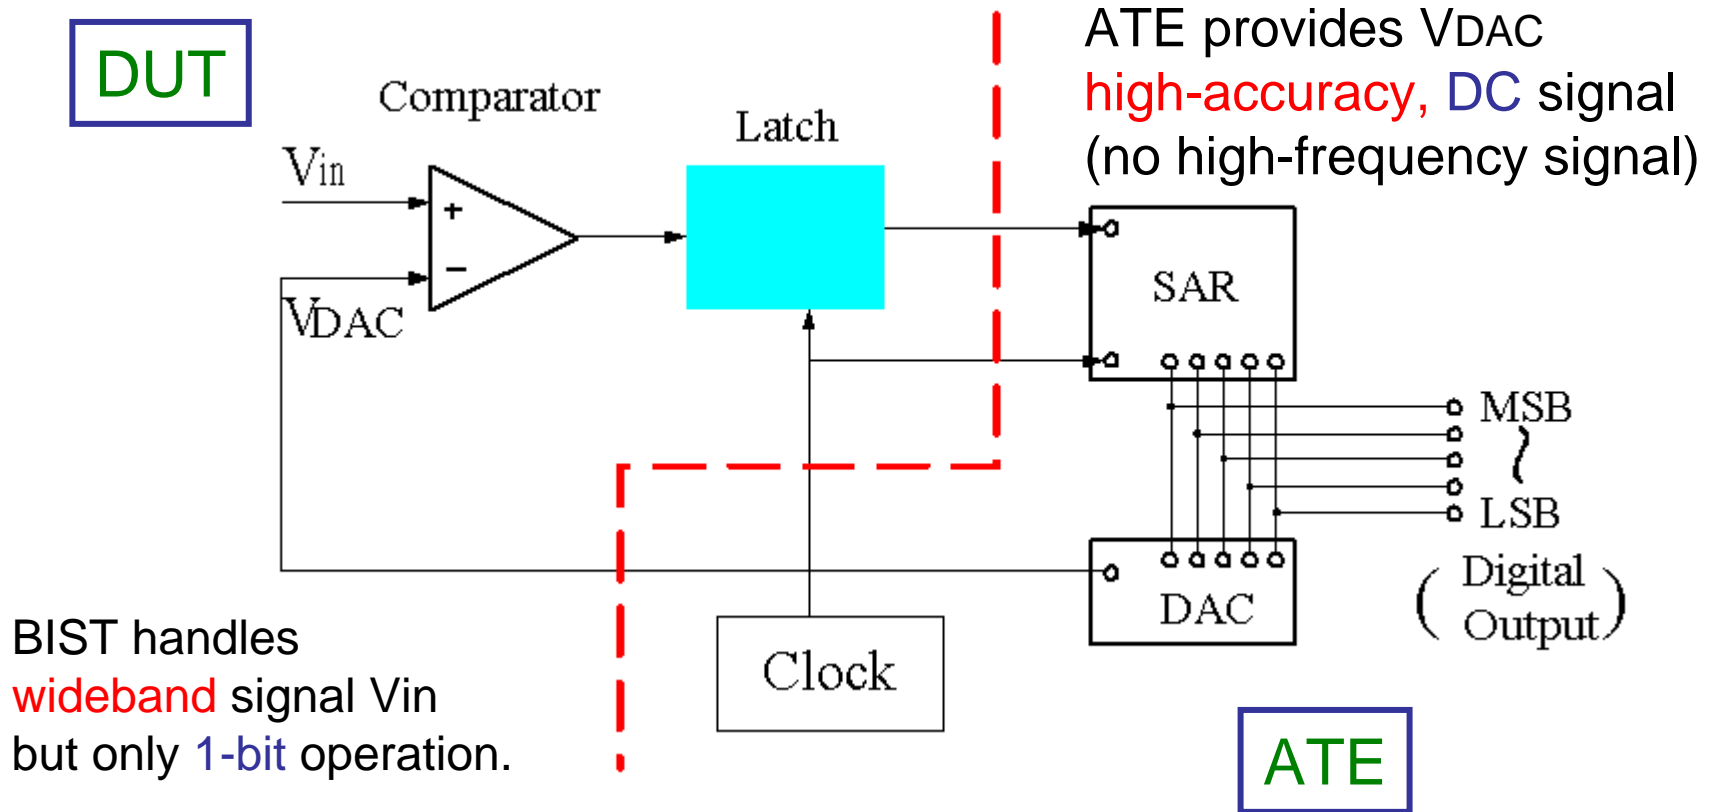 DUT
ATE provides VDAC
high-accuracy, DC signal
(no high-frequency signal)
Comparator
Latch
Vin
+
−
VDAC
SAR
MSB
LSB
(Digital
Output)
DAC
Clock
BIST handles
wideband signal Vin
but only 1-bit operation.
ATE